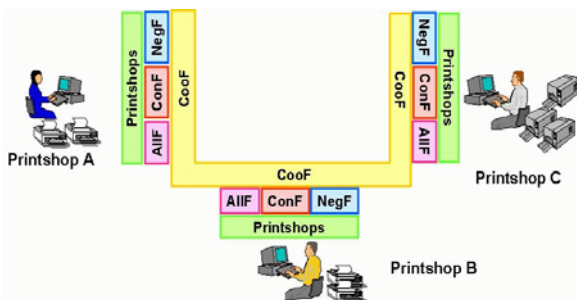 Printshops
NegF
ConF
AllF
CooF
Printshop A
CooF
NegF
ConF
AllF
Printshops
Printshop C
CooF
AllF ConF NegF
Printshops
Printshop B